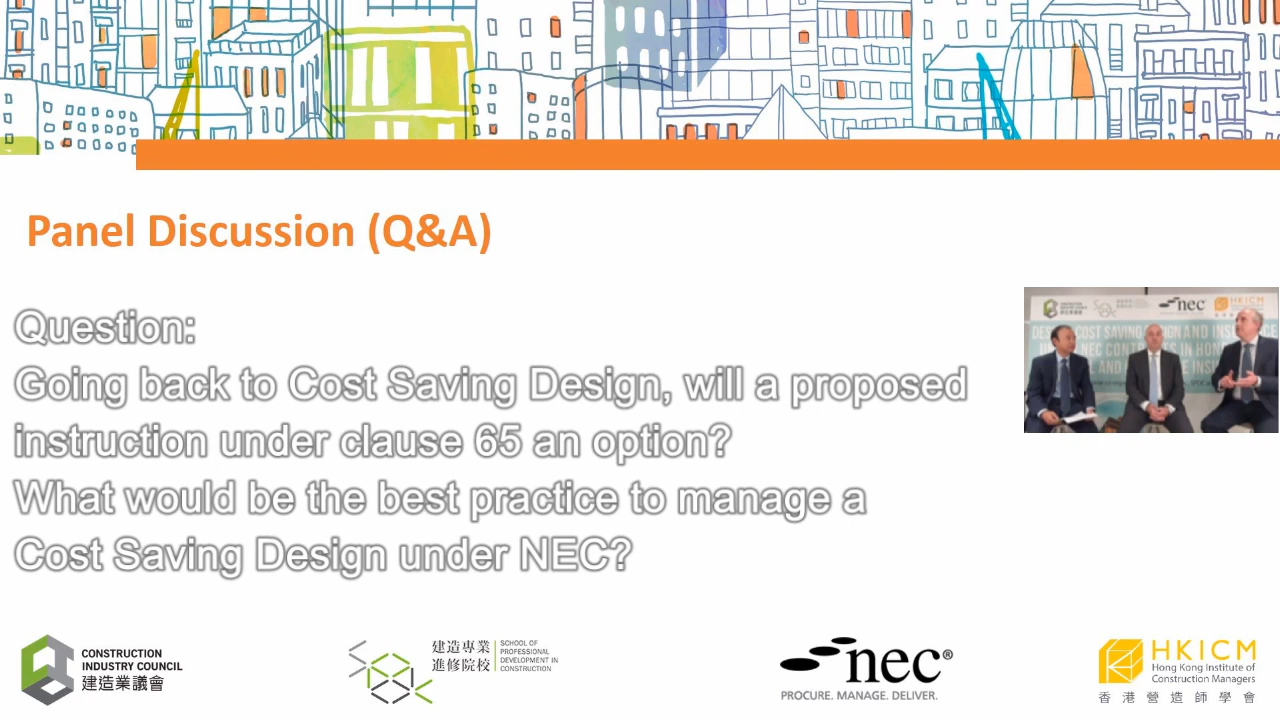 Panel Discussion (Q&A)
Question:
Going back to Cost Saving Design, will a proposed
instruction under clause 65 an option?
What would be the best practice to manage a
Cost Saving Design under NEC?
nec HKICM
CONSTRUCTION
INDUSTRY COUNCIL
建造業議會
建造專業
進修院校
SCHOOL OF
PROFESSIONAL
DEVELOPMENT IN
CONSTRUCTION
nec®
PROCURE. MANAGE. DELIVER.
HKICM
Hong Kong Institute of
Construction Managers
香港營造師學會